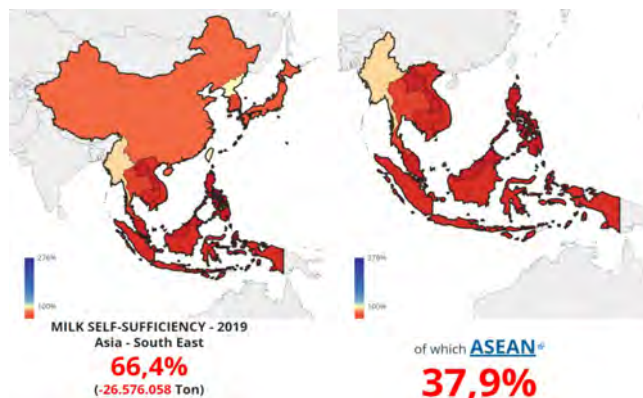 276%
100%
MILK SELF-SUFFICIENCY - 2019
Asia - South East
66,4%
(-26.576.058 Ton)
276%
100%
of which ASEAN
37,9%